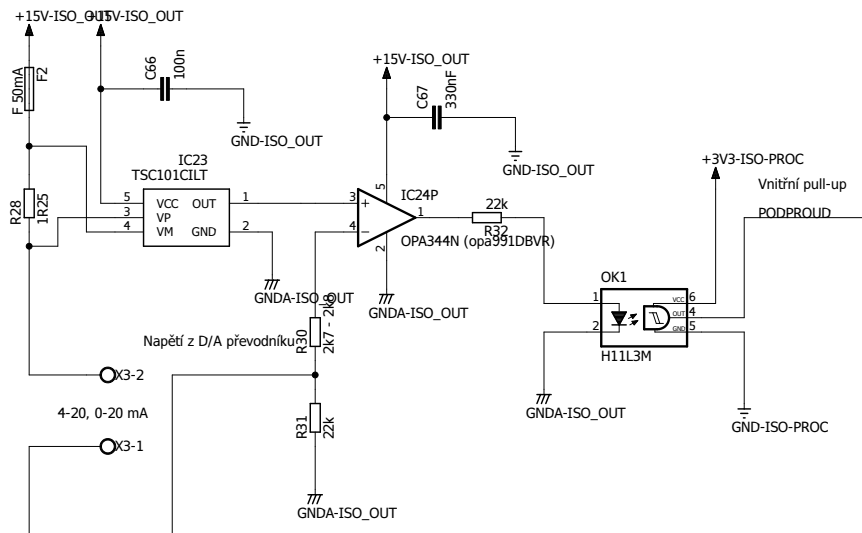 +15V-ISO_OUT
+15V-ISO_OUT
F 50mA
F2
C66
100n
GND-ISO_OUT
+15V-ISO_OUT
C67
330nF
GND-ISO_OUT
IC23
TSC101CILT
R28
1R25
5
3
4
VCC
VP
VM
OUT
GND
1
2
GNDA-ISO_OUT
3
4
5
2
1
IC24P
OPA344N (opa991DBVR)
GNDA-ISO_OUT
22k
R32
+3V3-ISO-PROC
Vnitřní pull-up
PODPROUD
OK1
1
2
VCC
OUT
GND
6
4
5
H11L3M
GNDA-ISO_OUT
GND-ISO-PROC
Napětí z D/A převodníku
R30
2k7 - 2k8
R31
22k
GNDA-ISO_OUT
X3-2
4-20, 0-20 mA
X3-1